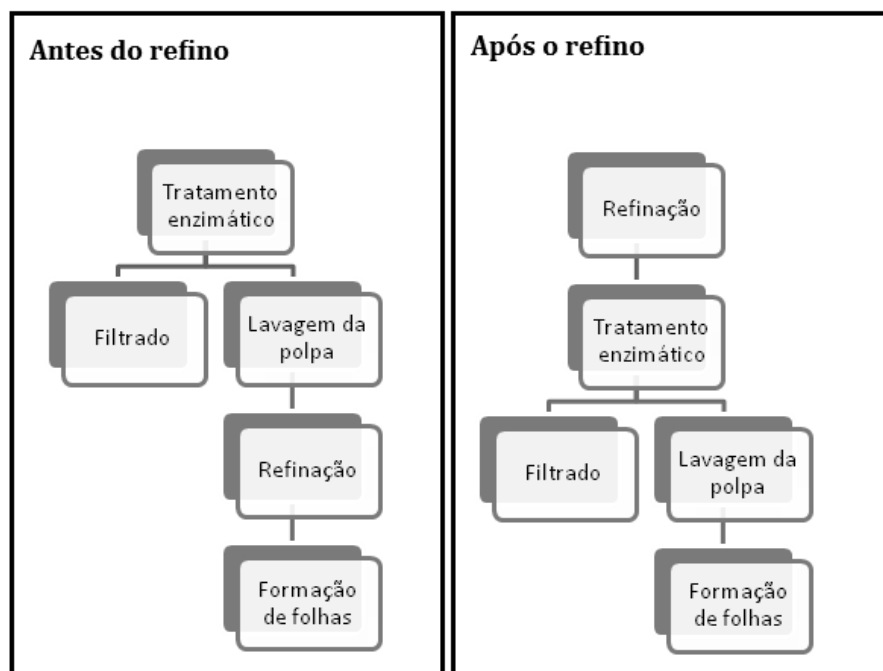 Antes do refino
Tratamento
enzimático
Filtrado
Lavagem da
polpa
Refinação
Formação
de folhas
Após o refino
Refinação
Tratamento
enzimático
Filtrado
Lavagem da
polpa
Formação
de folhas